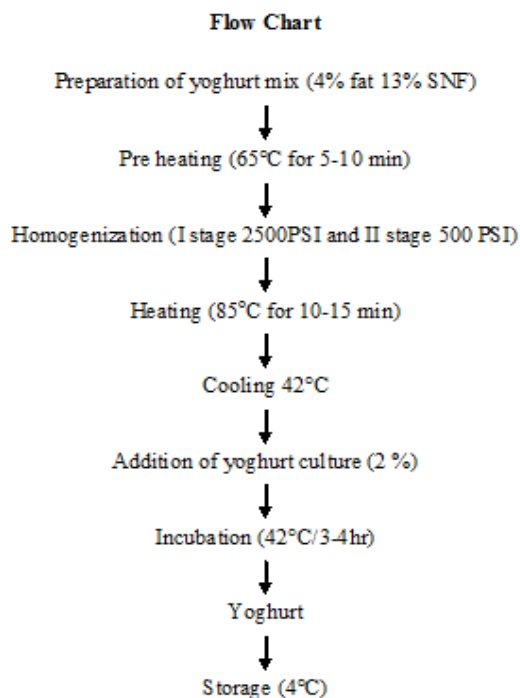 Flow Chart
Preparation of yoghurt mix (4% fat 13% SNF)
Pre heating (65°C for 5-10 min)
Homogenization (I stage 2500PSI and II stage 500 PSI)
Heating (85°C for 10-15 min)
Cooling 42°C
Addition of yoghurt culture (2 %)
Incubation (42°C/3-4hr)
Yoghurt
Storage (4°C)